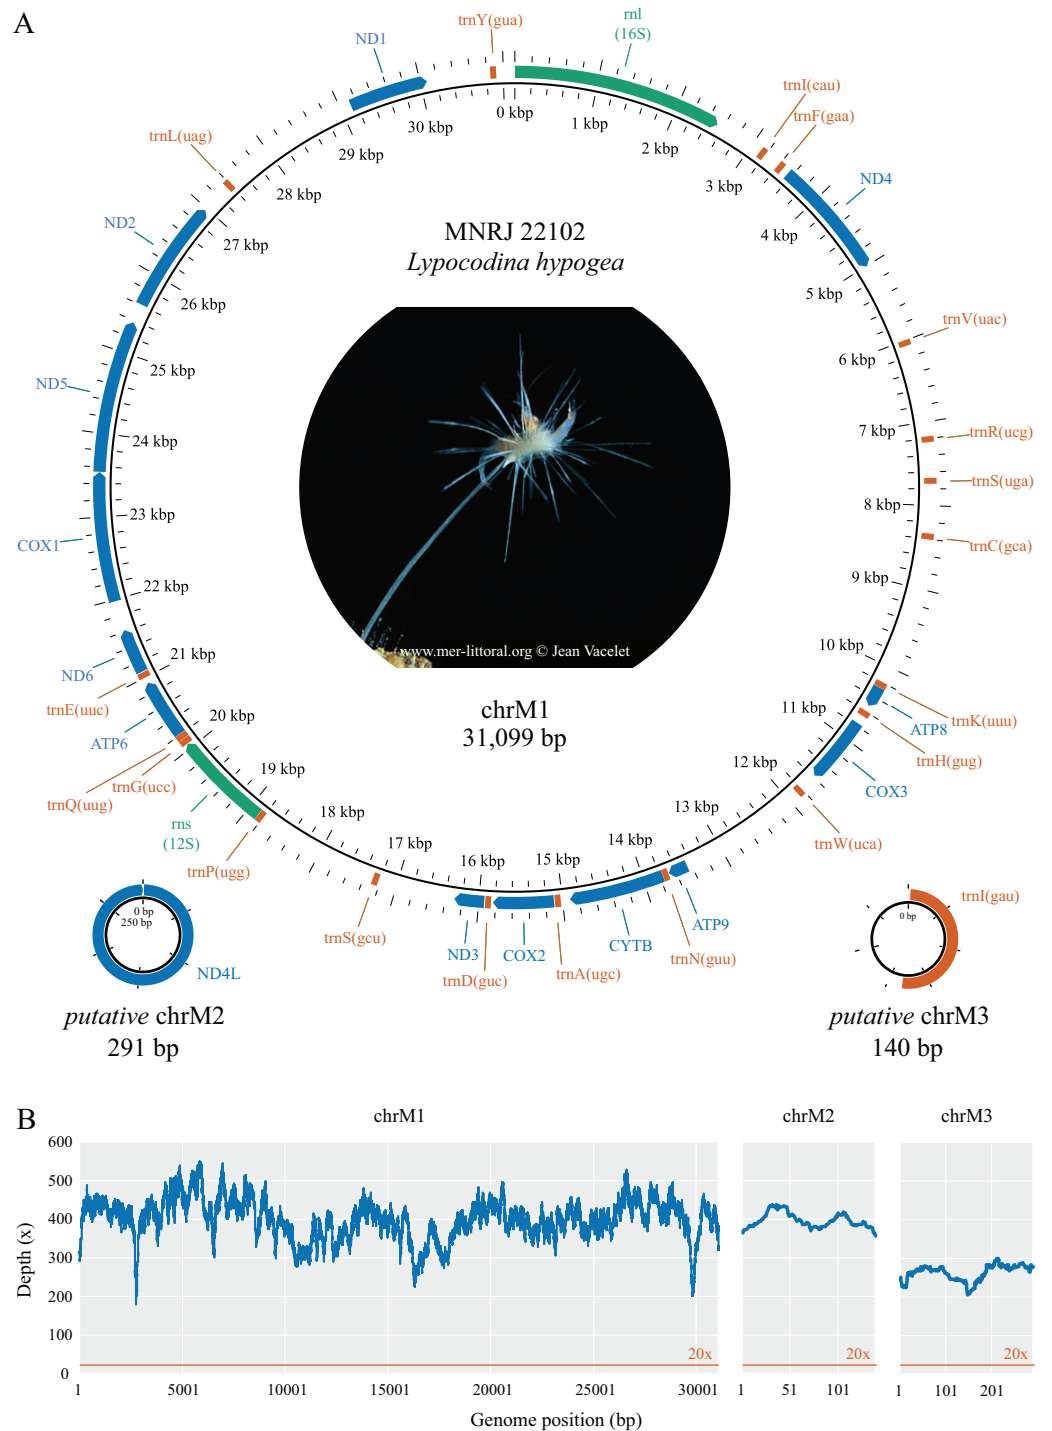 A
trnY(gua)
rnl
(16S)
ND1
trnI(cau)
trnF(gaa)
trnL(uag)
ND4
ND2
trnV(uac)
ND5
trnR(ucg)
trnS(uga)
COX1
trnC(gca)
ND6
trnE(uuc)
trnK(uuu)
ATP8
ATP6
trnH(gug)
COX3
trnG(ucc)
trnQ(uug)
rns
(12S)
trnW(uca)
trnP(ugg)
trnS(gcu)
ND3
trnD(guc)
COX2
trnA(ugc)
CYTB
trnN(guu)
ATP9
0 kbp
1 kbp
2 kbp
3 kbp
4 kbp
5 kbp
6 kbp
7 kbp
8 kbp
9 kbp
10 kbp
11 kbp
12 kbp
13 kbp
14 kbp
15 kbp
16 kbp
17 kbp
18 kbp
19 kbp
20 kbp
21 kbp
22 kbp
23 kbp
24 kbp
25 kbp
26 kbp
27 kbp
28 kbp
29 kbp
30 kbp
MNRJ 22102
Lypocodina hypogea
www.mer-littoral.org © Jean Vacelet
chrM1
31,099 bp
0 bp
250 bp
ND4L
putative chrM2
291 bp
0 bp
trnI(gau)
putative chrM3
140 bp
B
chrM1
chrM2
chrM3
Depth (x)
600
500
400
300
200
100
0
20x
20x
20x
1
5001
10001
15001
20001
25001
30001
1
51
101
1
101
201
Genome position (bp)